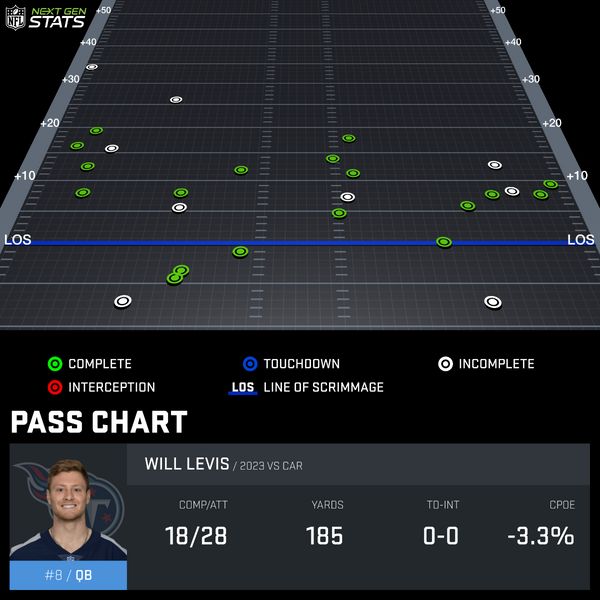 NFL NEXT GEN STATS
+50 +50
+40 +40
+30 +30
+20 +20
+10 +10
LOS LOS
COMPLETE TOUCHDOWN INCOMPLETE
INTERCEPTION LOS LINE OF SCRIMMAGE
PASS CHART
WILL LEVIS / 2023 VS CAR
COMP/ATT YARDS TD-INT CPOE
18/28 185 0-0 -3.3%
#8 / QB